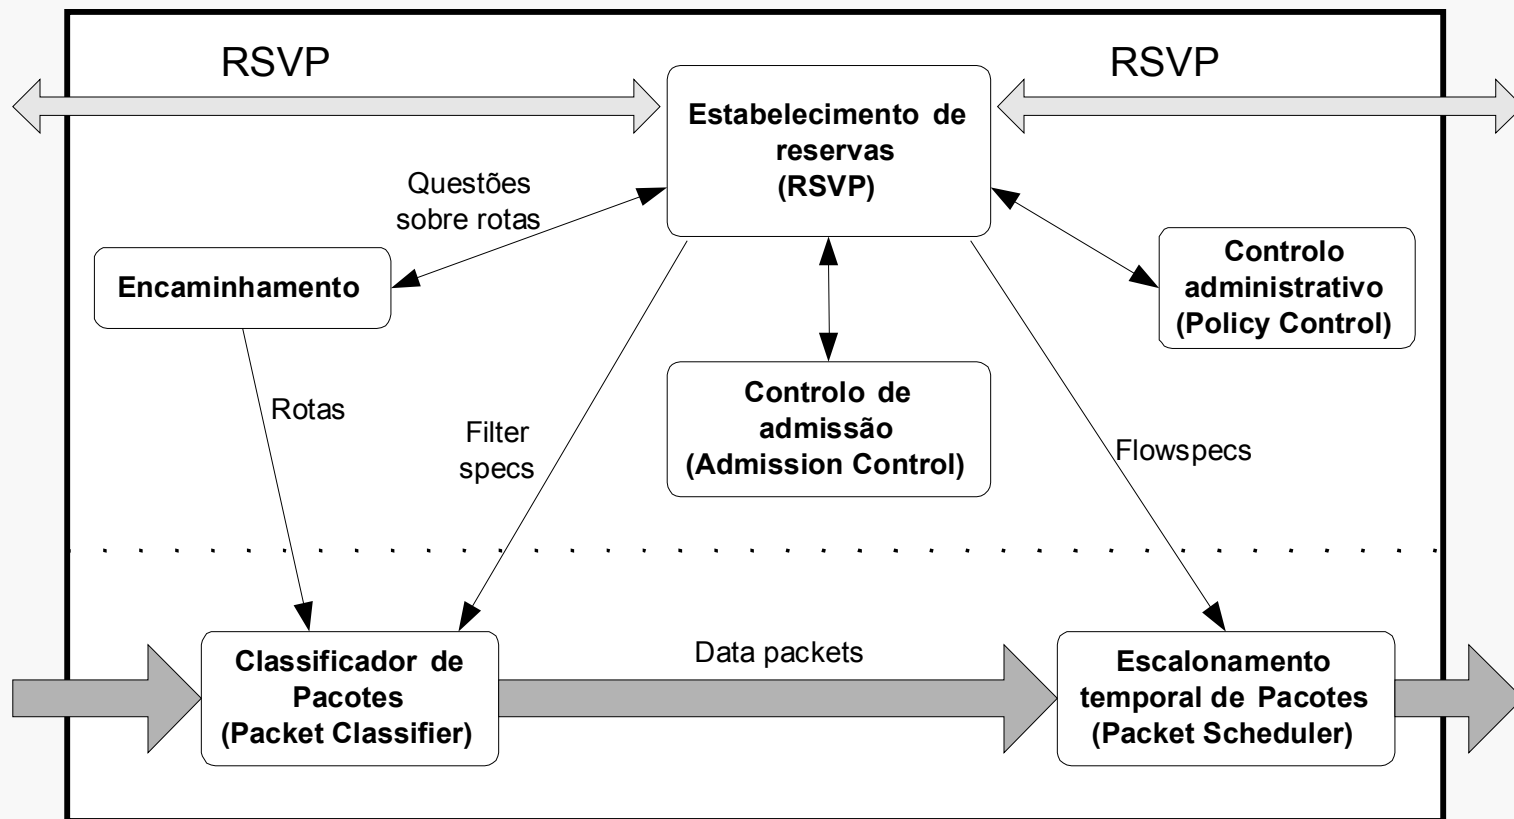 RSVP
RSVP
Estabelecimento de
reservas
(RSVP)
Questões
sobre rotas
Encaminhamento
Controlo
administrativo
(Policy Control)
Controlo de
admissão
(Admission Control)
Rotas
Filter
specs
Flowspecs
Classificador de
Pacotes
(Packet Classifier)
Data packets
Escalonamento
temporal de Pacotes
(Packet Scheduler)